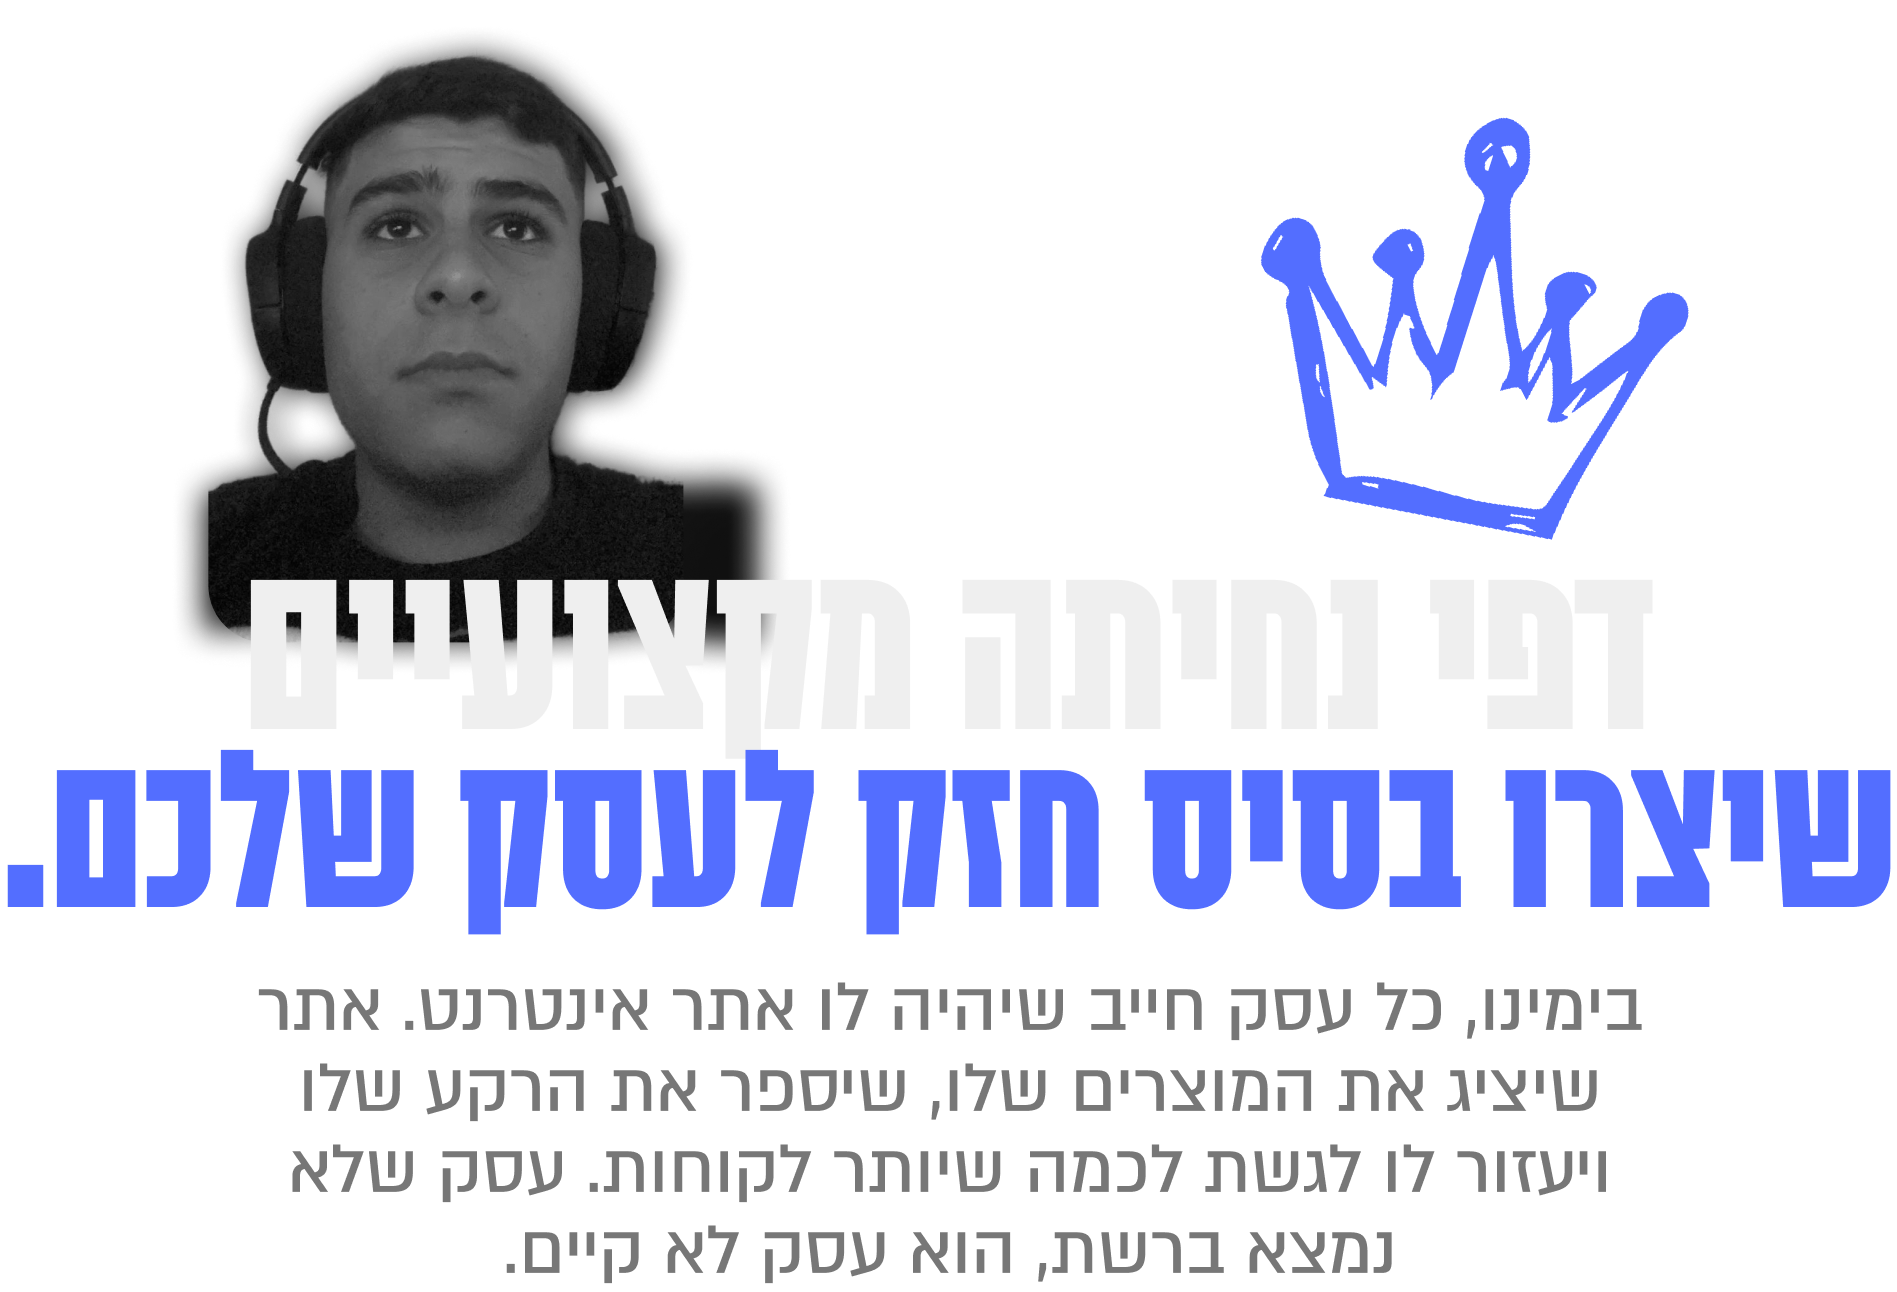 דפי נחיתה מקצועיים
שיצרו בסיס חזק לעסק שלכם.
בימינו, כל עסק חייב שיהיה לו אתר אינטרנט. אתר
שיציג את המוצרים שלו, שיספר את הרקע שלו
ויעזור לו לגשת לכמה שיותר לקוחות. עסק שלא
נמצא ברשת, הוא עסק לא קיים.